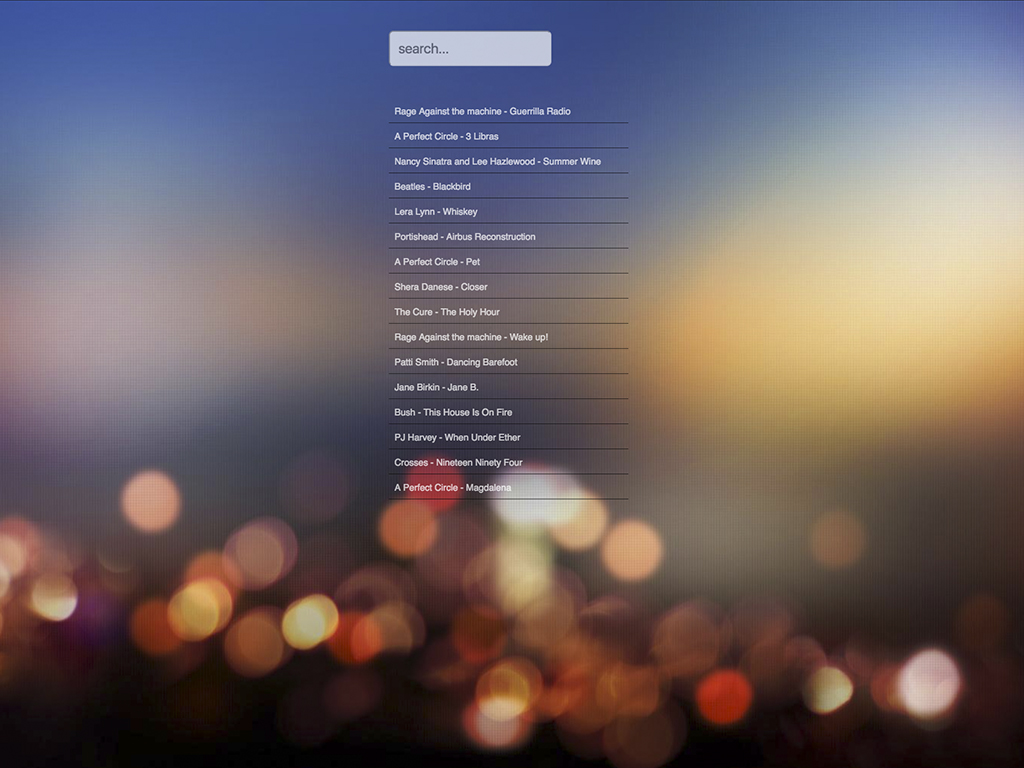 search...
Rage Against the machine - Guerrilla Radio
A Perfect Circle - 3 Libras
Nancy Sinatra and Lee Hazlewood - Summer Wine
Beatles - Blackbird
Lera Lynn - Whiskey
Portishead - Airbus Reconstruction
A Perfect Circle - Pet
Shera Danese - Closer
The Cure - The Holy Hour
Rage Against the machine - Wake up!
Patti Smith - Dancing Barefoot
Jane Birkin - Jane B.
Bush - This House Is On Fire
PJ Harvey - When Under Ether
Crosses - Nineteen Ninety Four
A Perfect Circle - Magdalena